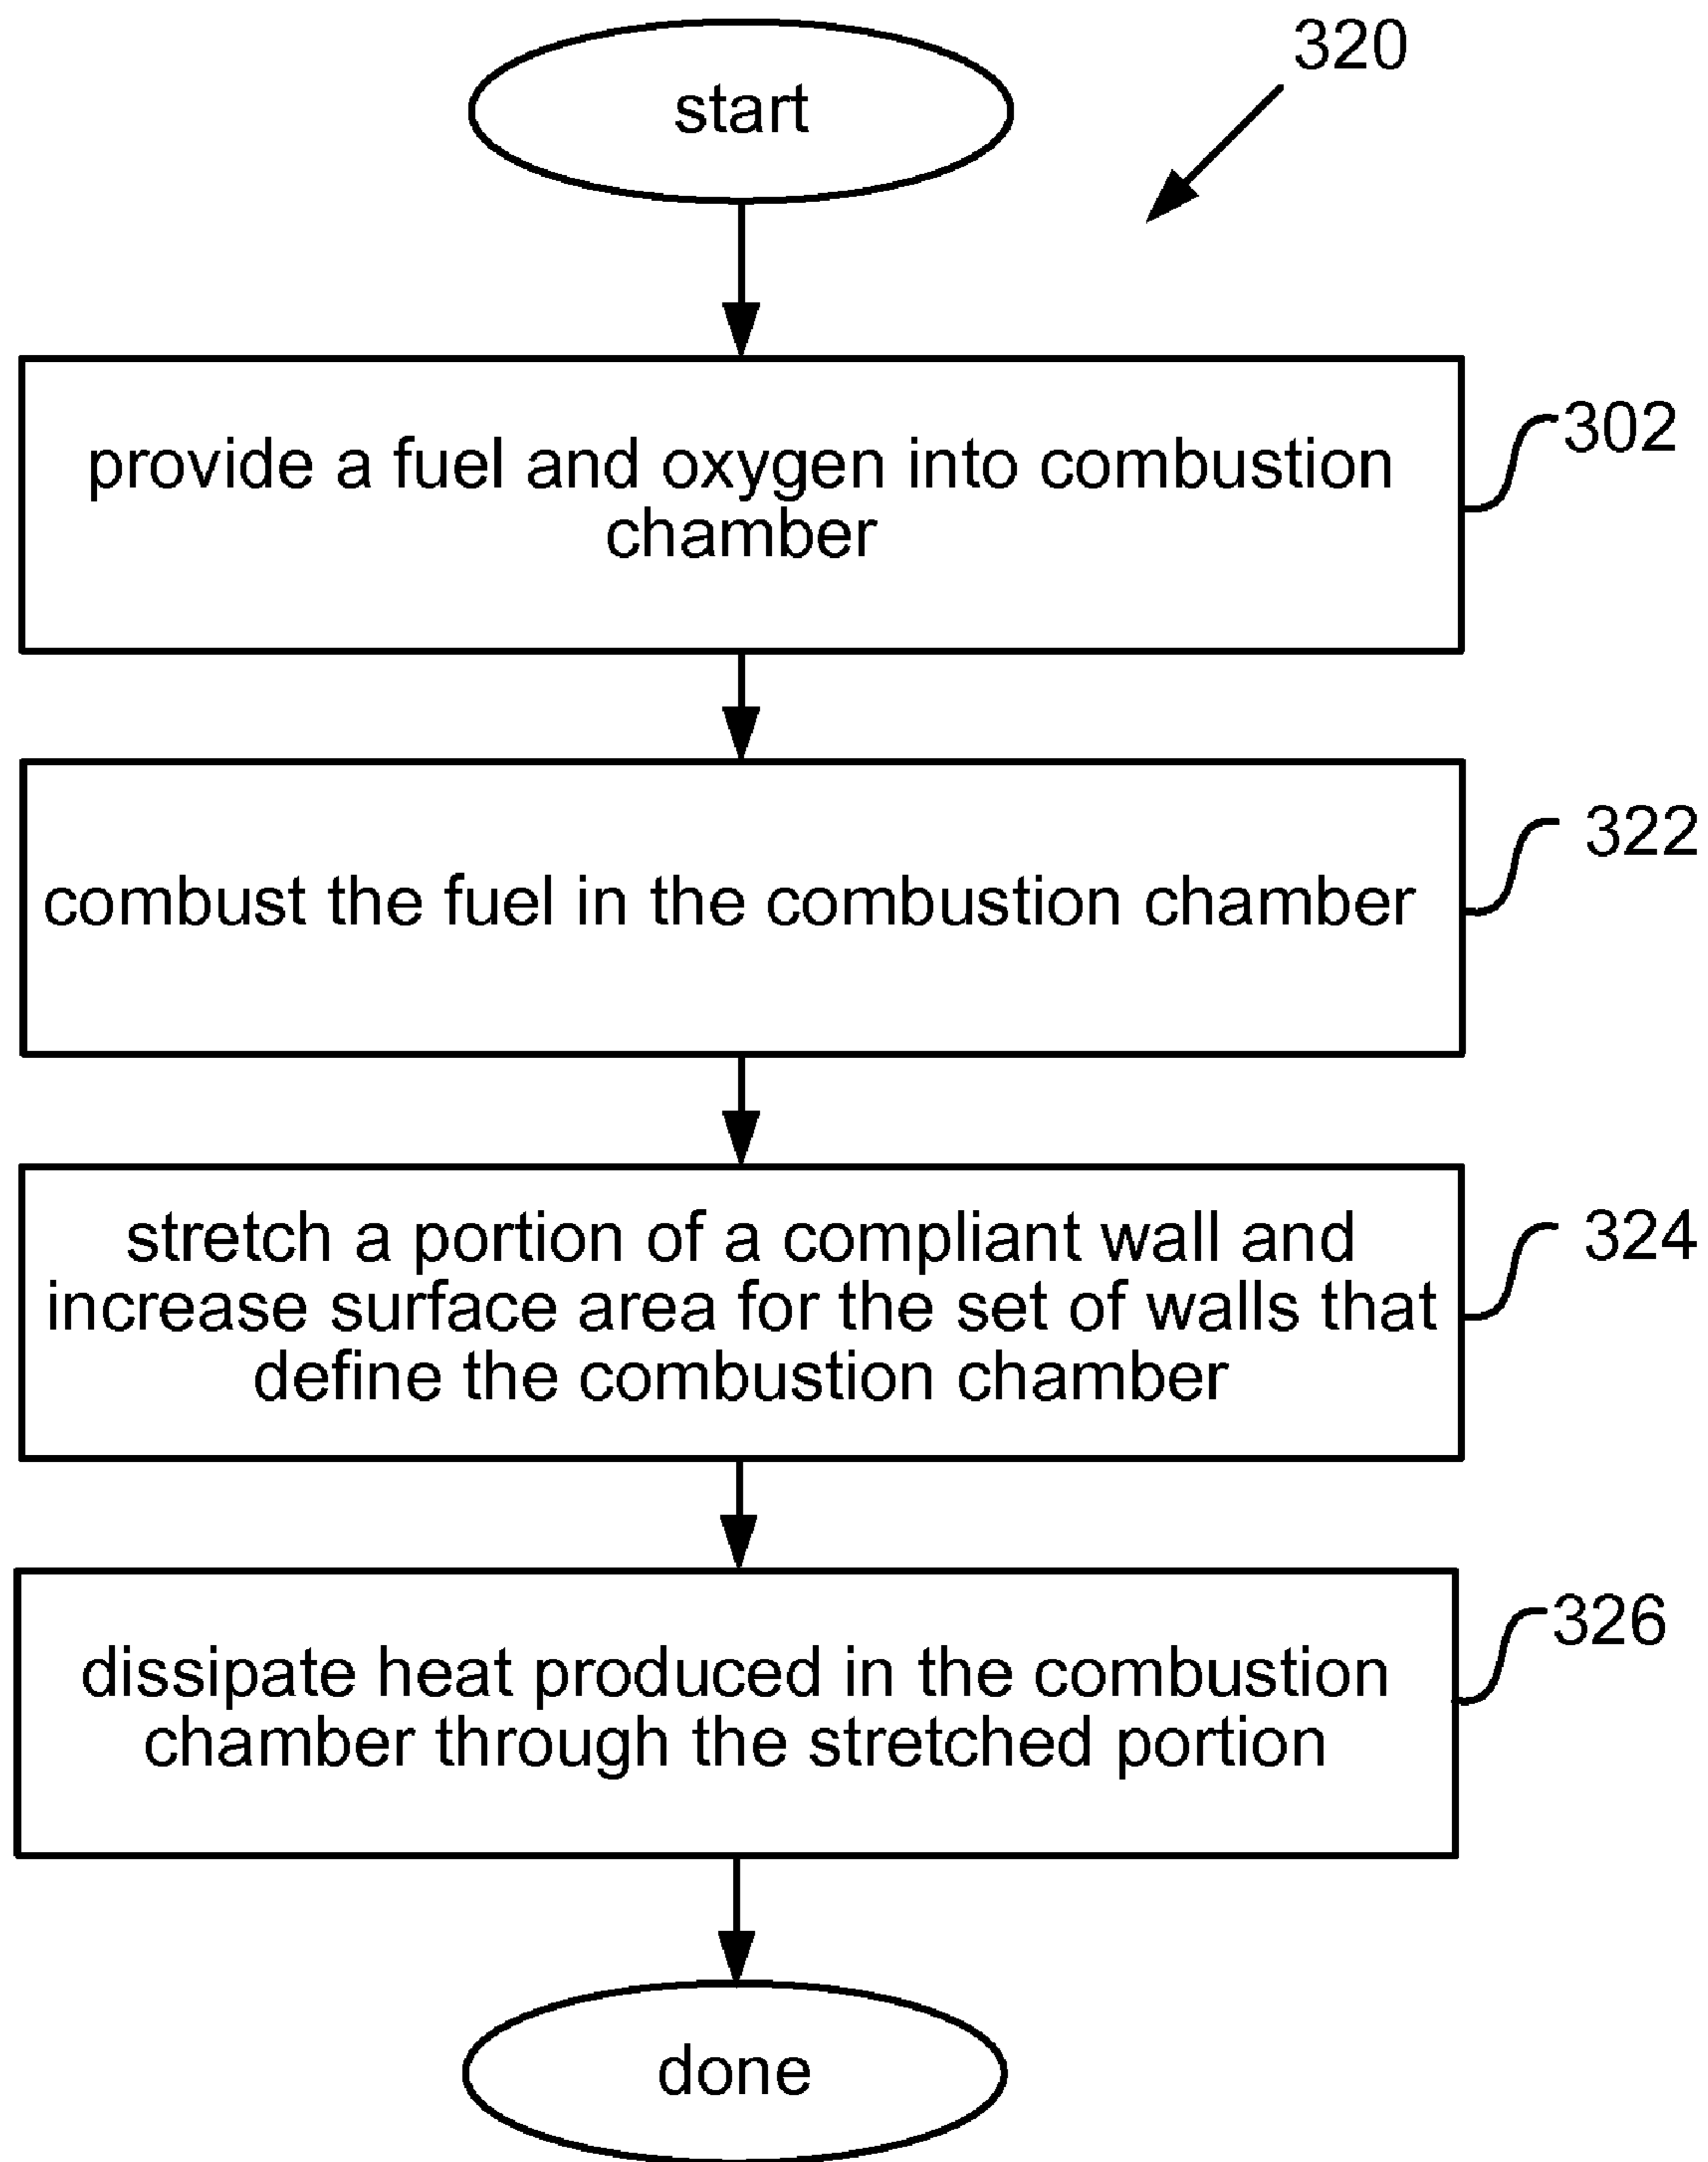 start
320
provide a fuel and oxygen into combustion
chamber
302
combust the fuel in the combustion chamber
322
stretch a portion of a compliant wall and
increase surface area for the set of walls that
define the combustion chamber
324
dissipate heat produced in the combustion
chamber through the stretched portion
326
done